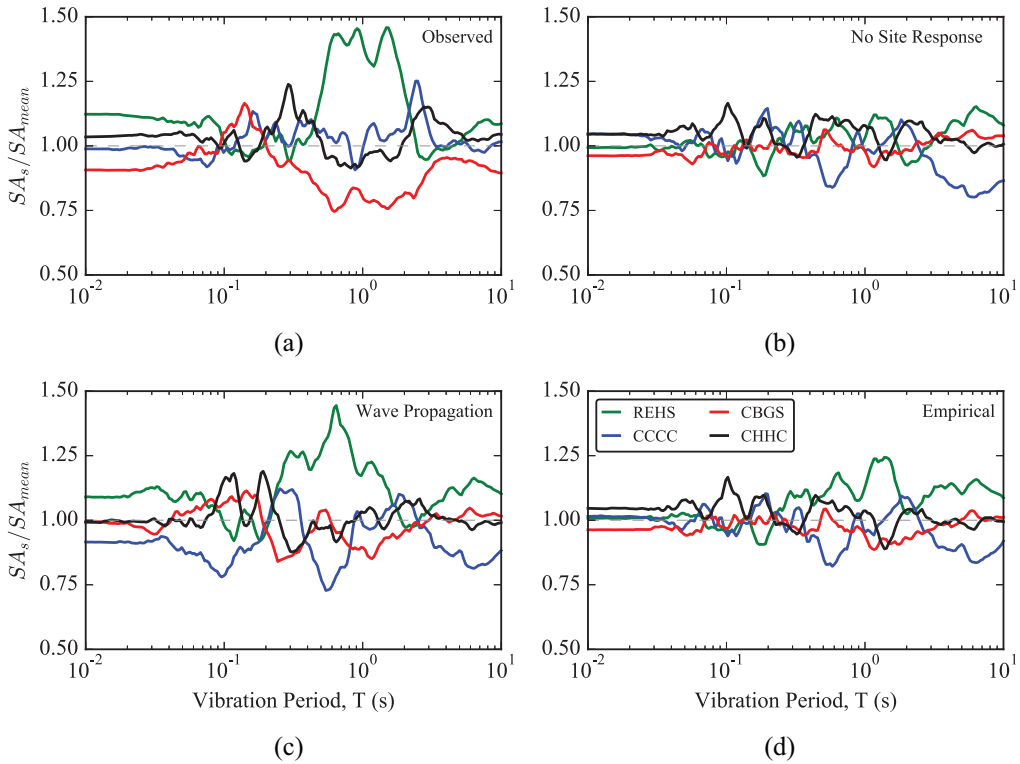 1.50
1.25
1.00
0.75
0.50
SA_s/SA_mean
Observed
10^-2
10^-1
10^0
10^1
(a)
1.50
1.25
1.00
0.75
0.50
No Site Response
10^-2
10^-1
10^0
10^1
(b)
1.50
1.25
1.00
0.75
0.50
SA_s/SA_mean
Wave Propagation
10^-2
10^-1
10^0
10^1
Vibration Period, T (s)
(c)
1.50
1.25
1.00
0.75
0.50
REHS
CCCC
CBGS
CHHC
Empirical
10^-2
10^-1
10^0
10^1
Vibration Period, T (s)
(d)